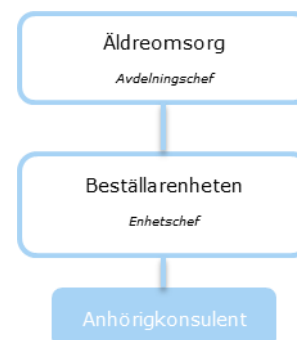 Äldreomsorg
Avdelningschef
Beställarenheten
Enhetschef
Anhörigkonsulent